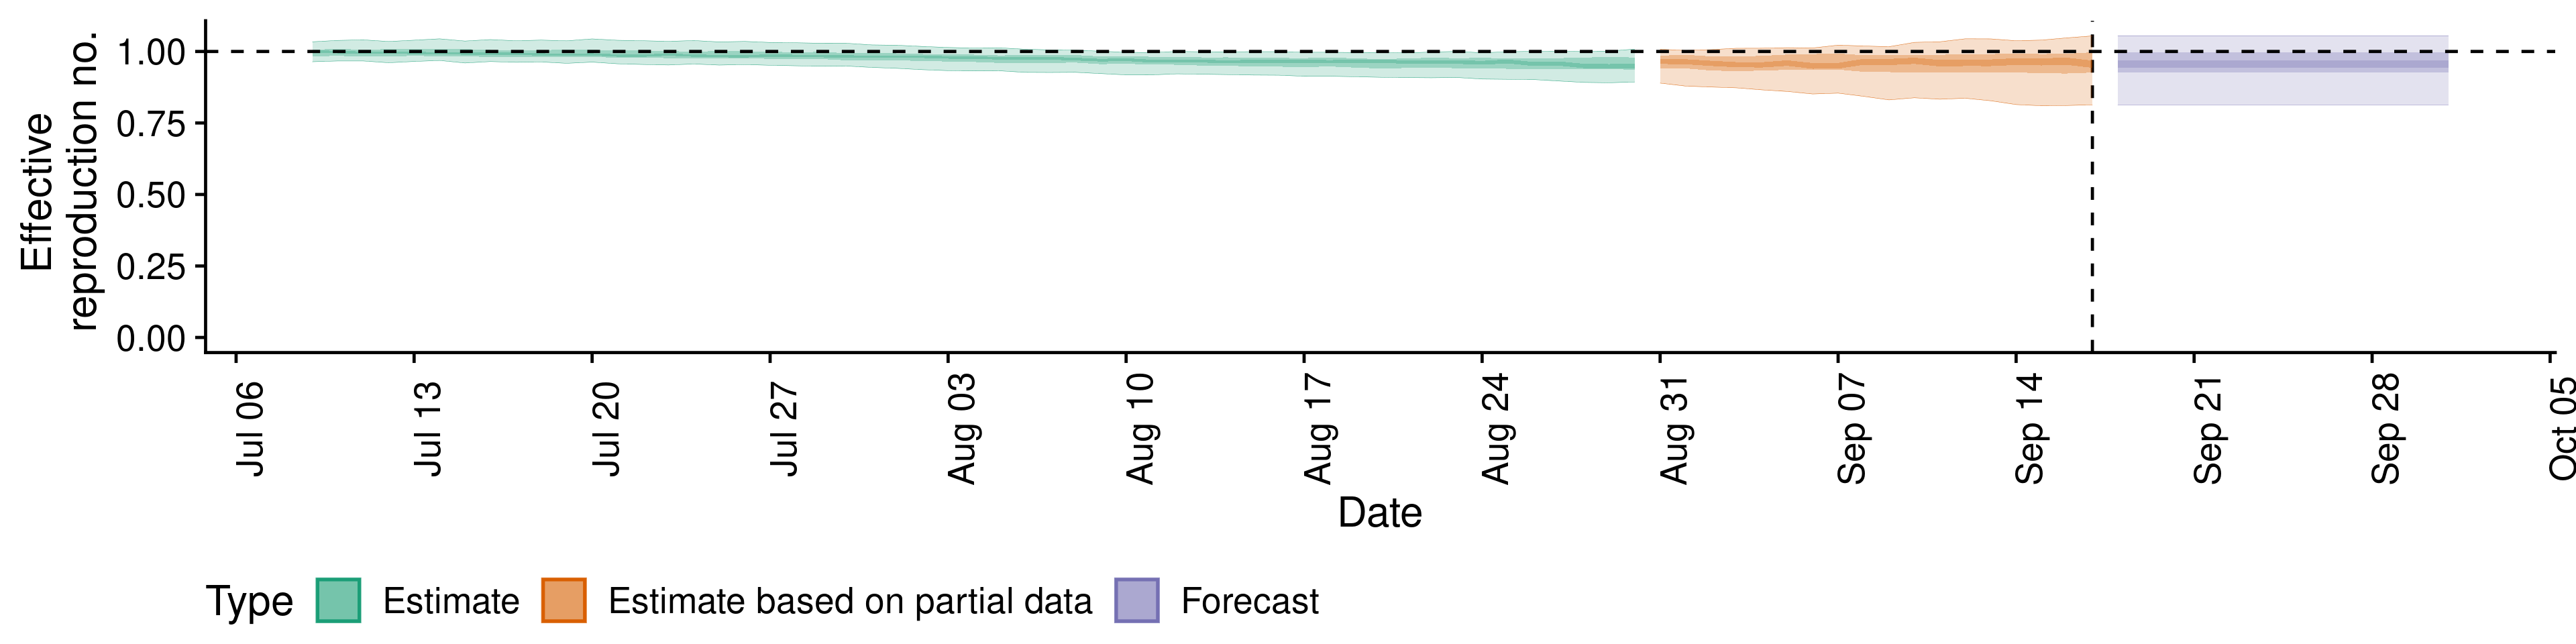 Effective
reproduction no.
1.00
0.75
0.50
0.25
0.00
Jul 06
Jul 13
Jul 20
Jul 27
Aug 03
Aug 10
Aug 17
Aug 24
Aug 31
Sep 07
Sep 14
Sep 21
Sep 28
Oct 05
Date
Type Estimate Estimate based on partial data Forecast